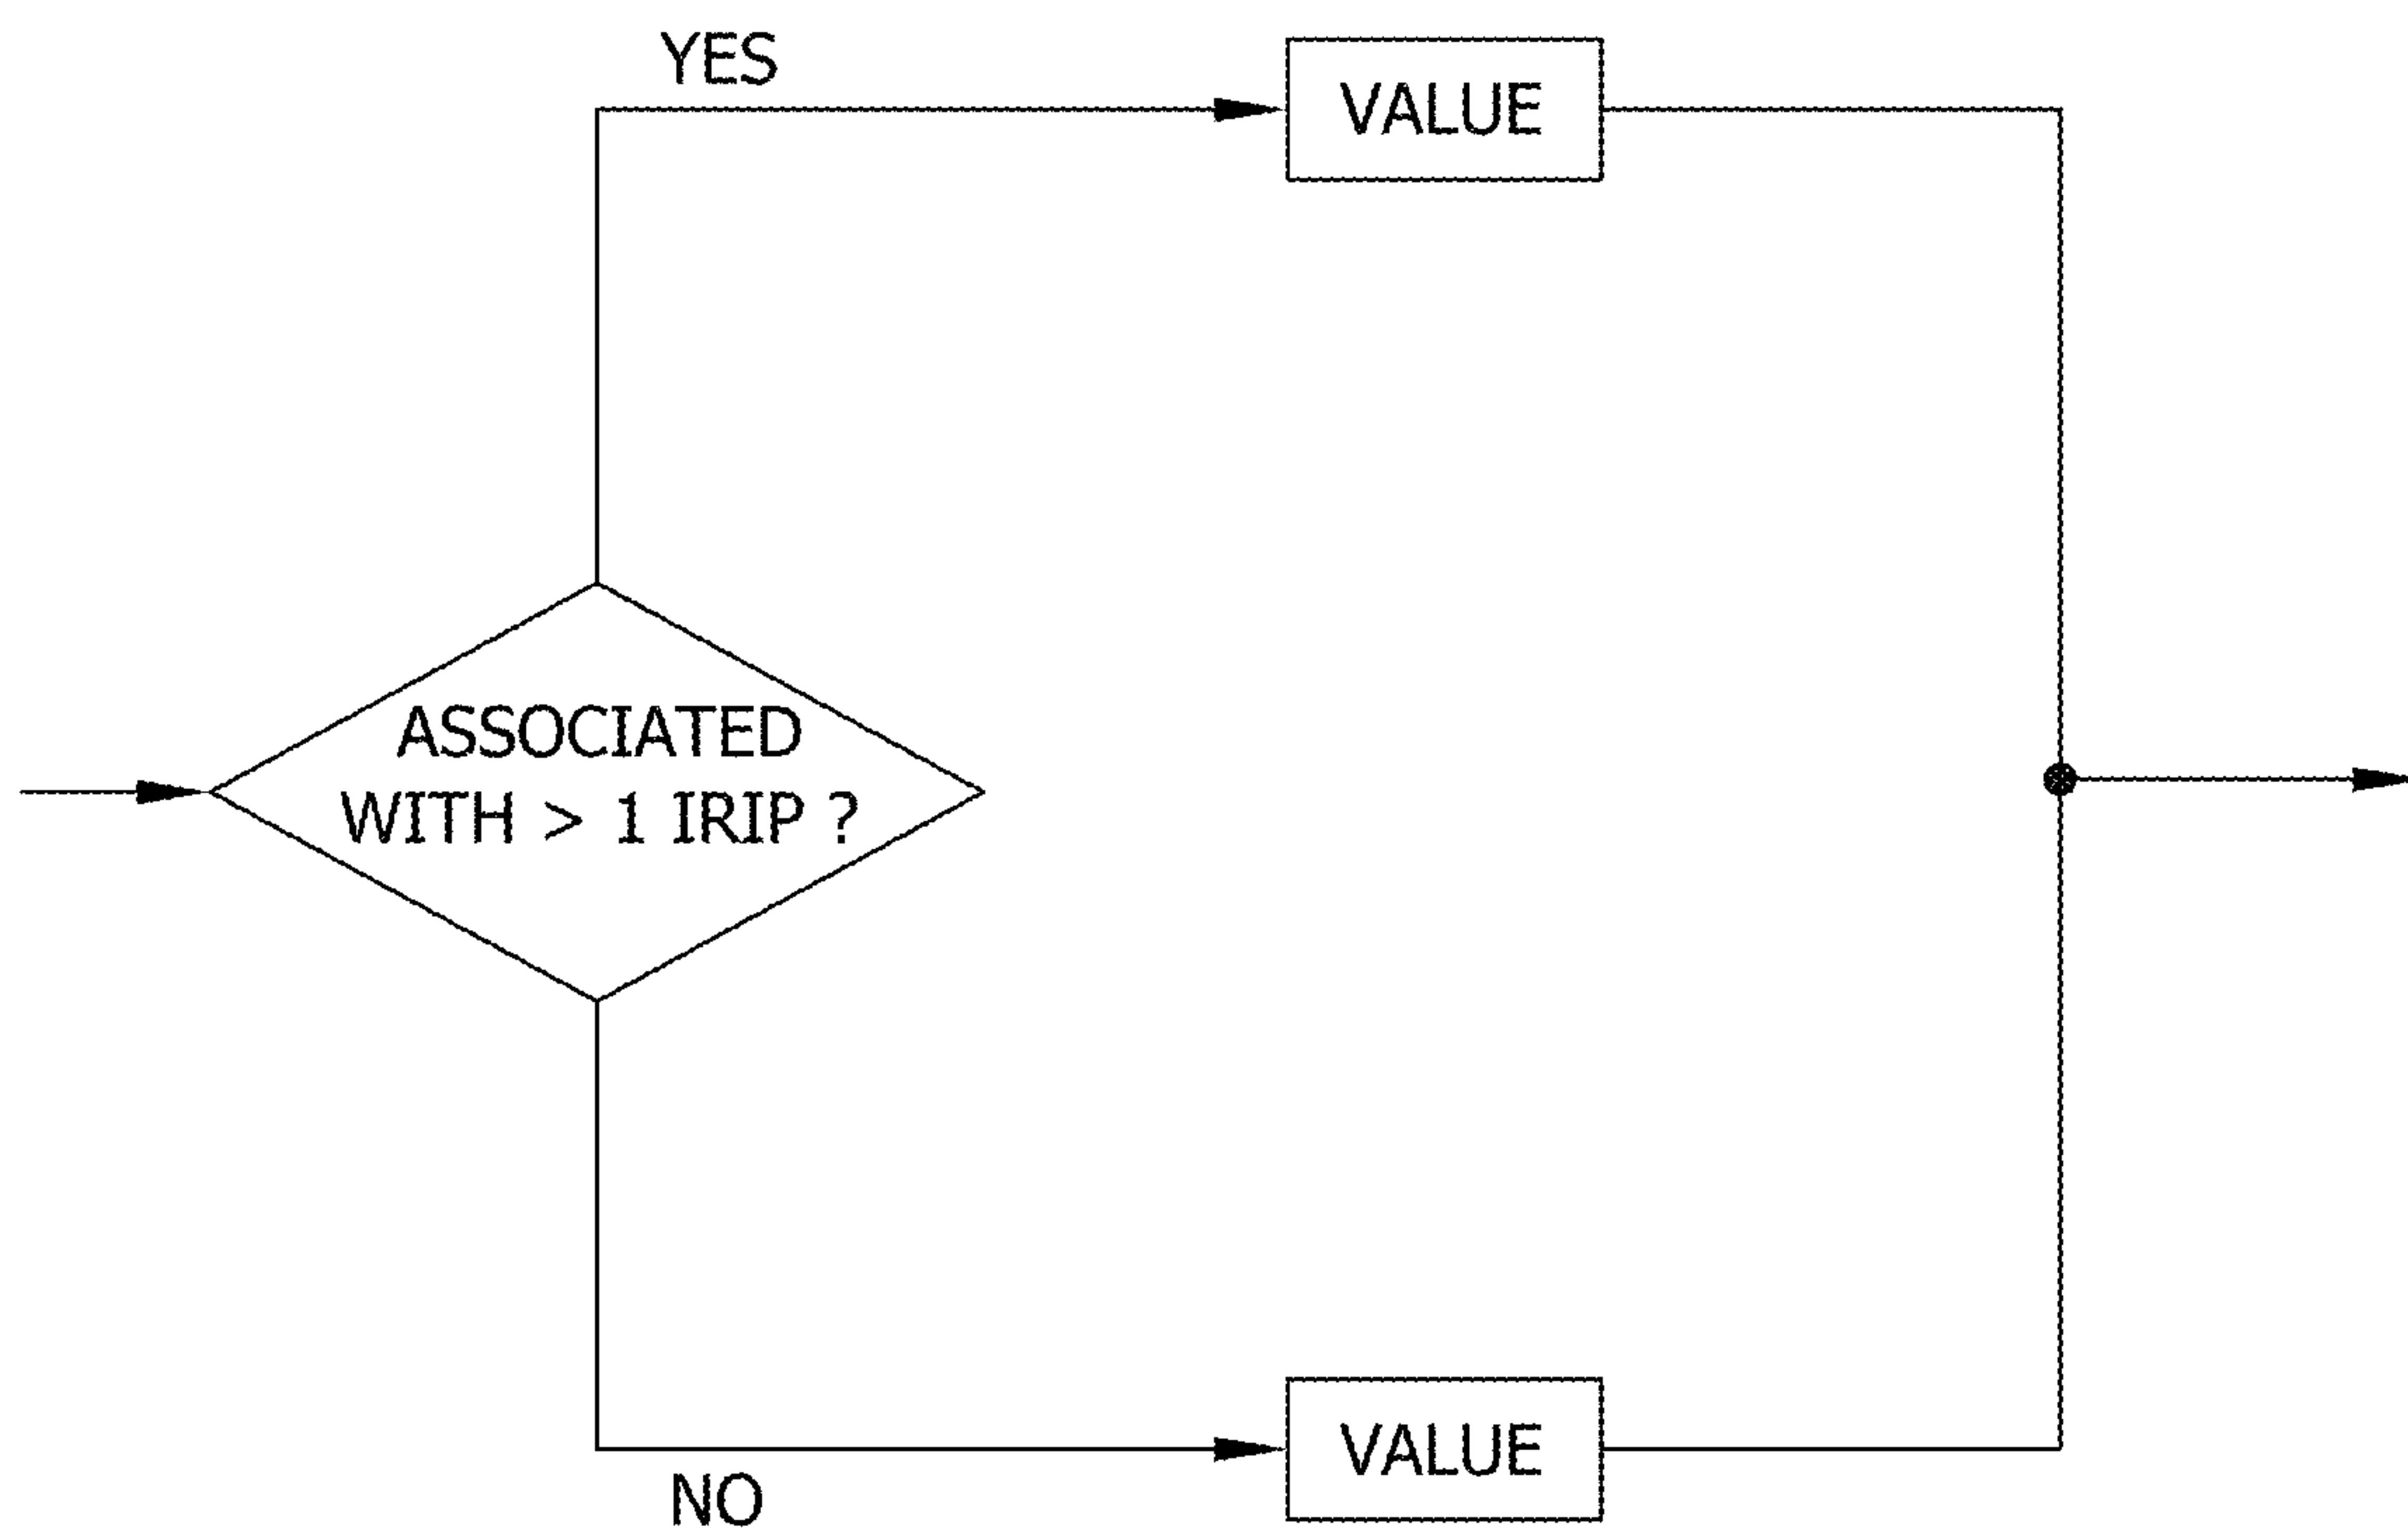 YES
VALUE
ASSOCIATED
WITH > 1 IRIP ?
VALUE
NO